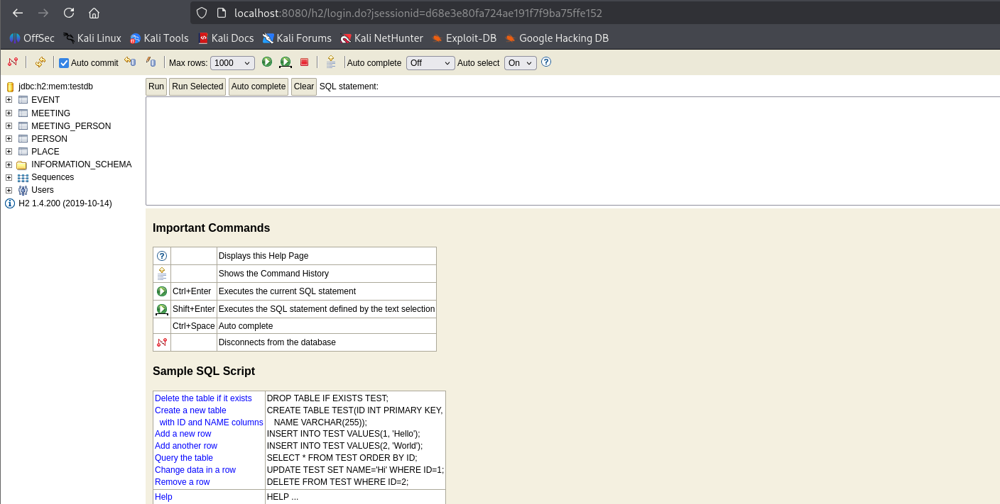 localhost:8080/h2/login.do?jsessionid=d68e3e80fa724ae191f7f9ba75ffe152
OffSec Kali Linux Kali Tools Kali Docs Kali Forums Kali NetHunter Exploit-DB Google Hacking DB
Auto commit Max rows: 1000 Auto complete Off Auto select On
jdbc:h2:mem:testdb
EVENT
MEETING
MEETING_PERSON
PERSON
PLACE
INFORMATION_SCHEMA
Sequences
Users
H2 1.4.200 (2019-10-14)
Run Run Selected Auto complete Clear SQL statement:
Important Commands
Displays this Help Page
Shows the Command History
Ctrl+Enter Executes the current SQL statement
Shift+Enter Executes the SQL statement defined by the text selection
Ctrl+Space Auto complete
Disconnects from the database
Sample SQL Script
Delete the table if it exists DROP TABLE IF EXISTS TEST;
Create a new table CREATE TABLE TEST(ID INT PRIMARY KEY,
with ID and NAME columns NAME VARCHAR(255));
Add a new row INSERT INTO TEST VALUES(1, 'Hello');
Add another row INSERT INTO TEST VALUES(2, 'World');
Query the table SELECT * FROM TEST ORDER BY ID;
Change data in a row UPDATE TEST SET NAME='Hi' WHERE ID=1;
Remove a row DELETE FROM TEST WHERE ID=2;
Help HELP ...